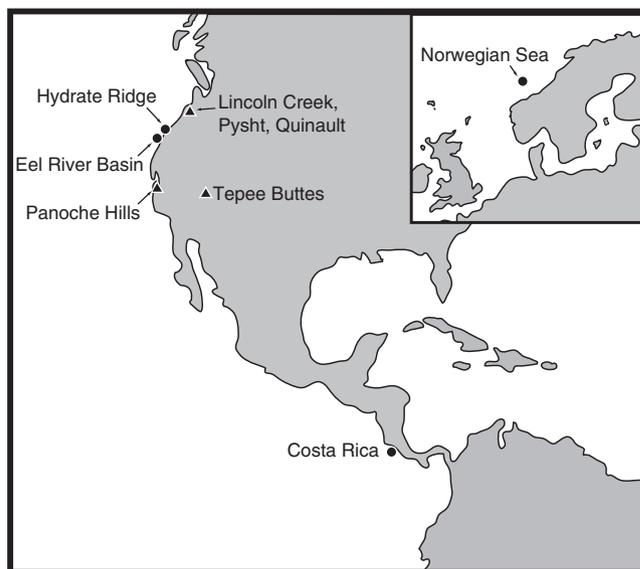 Norwegian Sea
Hydrate Ridge
Lincoln Creek,
Pysht, Quinault
Eel River Basin
Tepee Buttes
Panoche Hills
Costa Rica